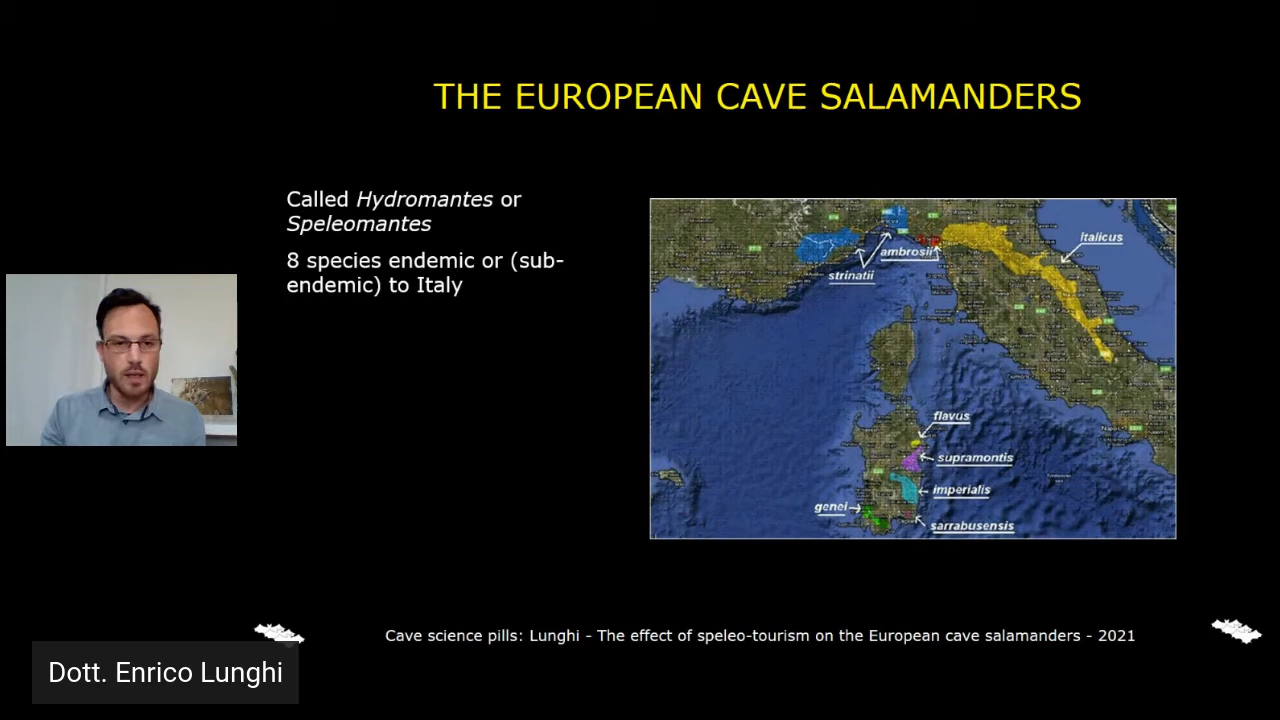 THE EUROPEAN CAVE SALAMANDERS
Called Hydromantes or
Speleomantes
8 species endemic or (sub-
endemic) to Italy
italicus
ambrosii
strinatii
flavus
supramontis
imperialis
genei
sarrabusensis
Cave science pills: Lunghi - The effect of speleo-tourism on the European cave salamanders - 2021
Dott. Enrico Lunghi